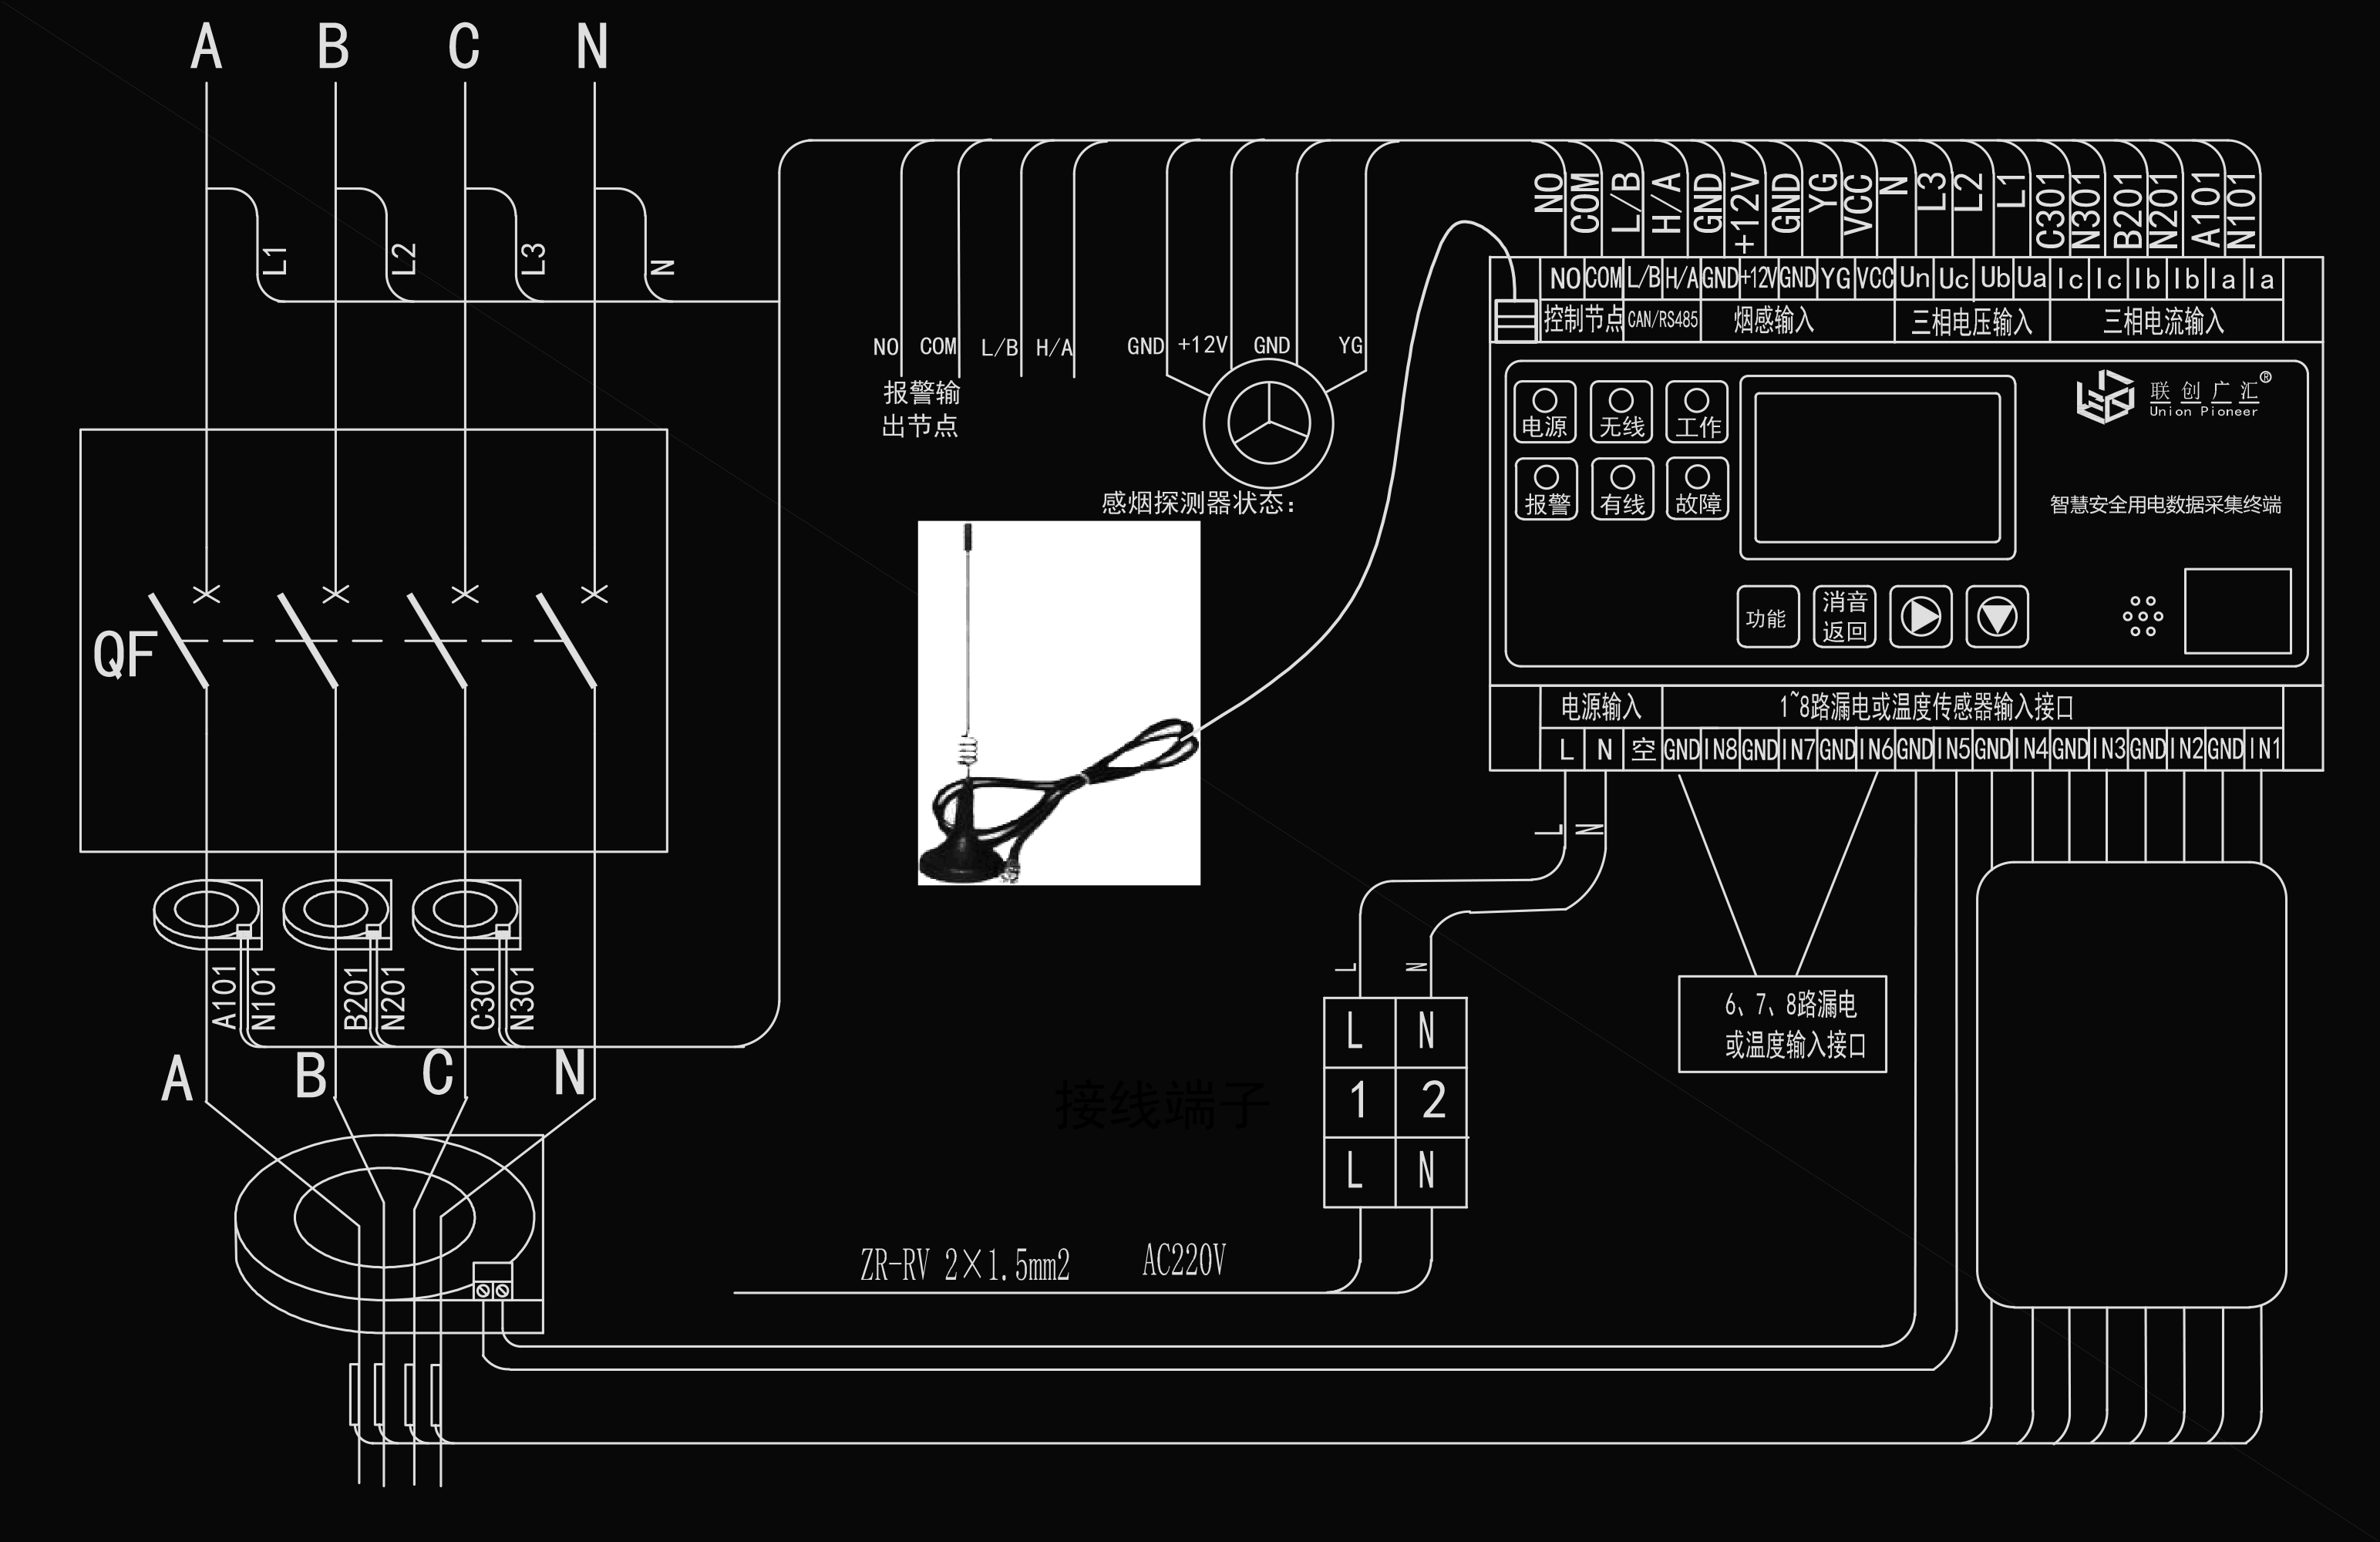 A B C N
L1 L2 L3 N
NO COM L/B H/A GND +12V GND YG VCC N L3 L2 L1 C301 N301 B201 N201 A101 N101
NO COM L/B H/A GND +12V GND YG VCC Un Uc Ub Ua Ic Ic Ib Ib Ia Ia
控制节点 CAN/RS485 烟感输入 三相电压输入 三相电流输入
NO COM L/B H/A GND +12V GND YG
报警输
出节点
感烟探测器状态:
电源 无线 工作
报警 有线 故障
联创广汇®
Union Pioneer
智慧安全用电数据采集终端
功能
消音
返回
QF
电源输入 1~8路漏电或温度传感器输入接口
L N 空 GND IN8 GND IN7 GND IN6 GND IN5 GND IN4 GND IN3 GND IN2 GND IN1
L N
A101 N101 B201 N201 C301 N301
A B C N
L N
L N
1 2
L N
接线端子
6、7、8路漏电
或温度输入接口
ZR-RV 2×1.5mm2 AC220V